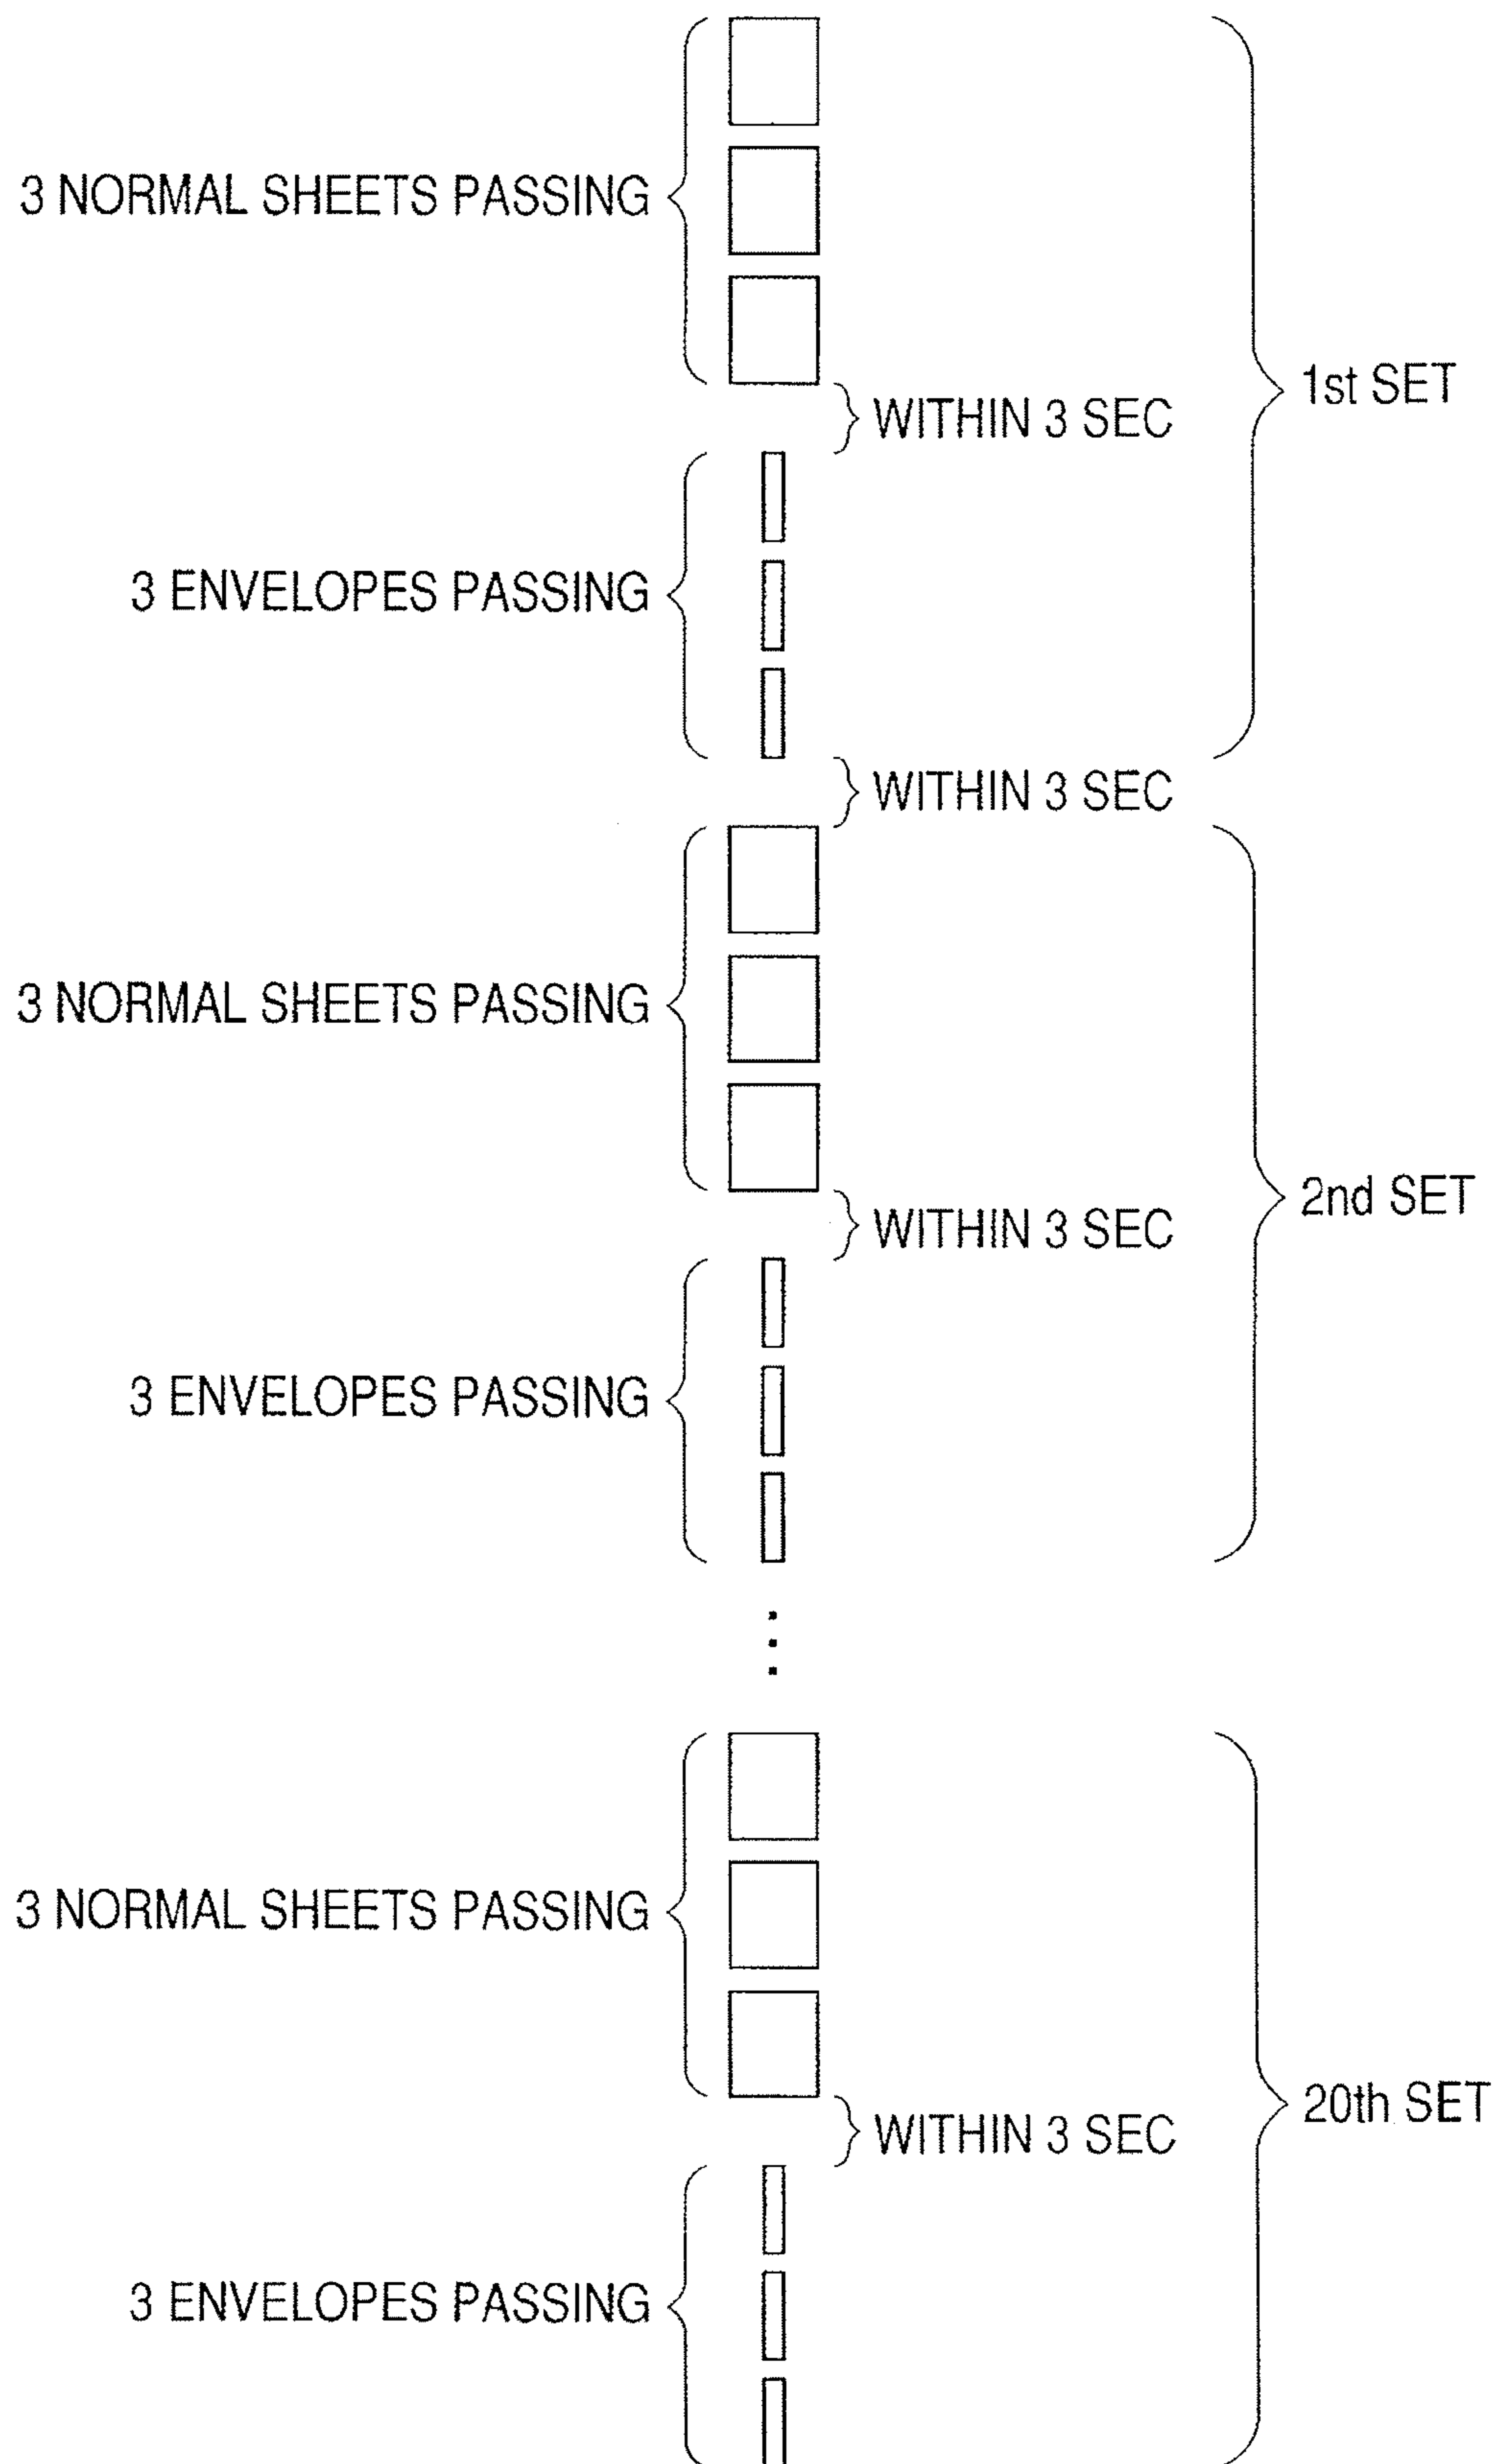 3 NORMAL SHEETS PASSING
1st SET
WITHIN 3 SEC
3 ENVELOPES PASSING
WITHIN 3 SEC
3 NORMAL SHEETS PASSING
2nd SET
WITHIN 3 SEC
3 ENVELOPES PASSING
3 NORMAL SHEETS PASSING
20th SET
WITHIN 3 SEC
3 ENVELOPES PASSING